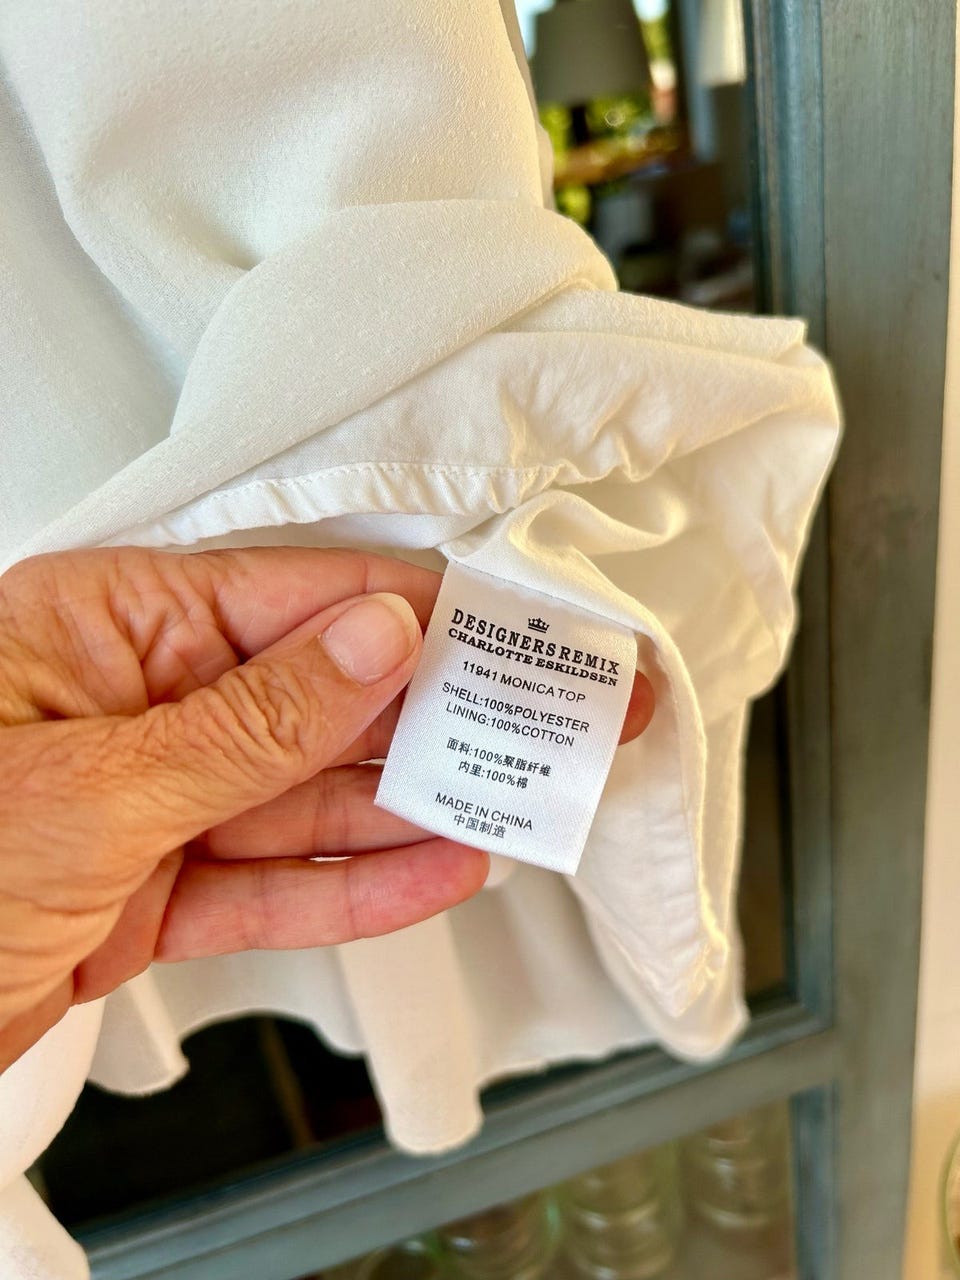 DESIGNERS REMIX
CHARLOTTE ESKILDSEN
11941 MONICA TOP
SHELL:100%POLYESTER
LINING:100%COTTON
面料:100%聚脂纤维
内里:100%棉
MADE IN CHINA
中国制造